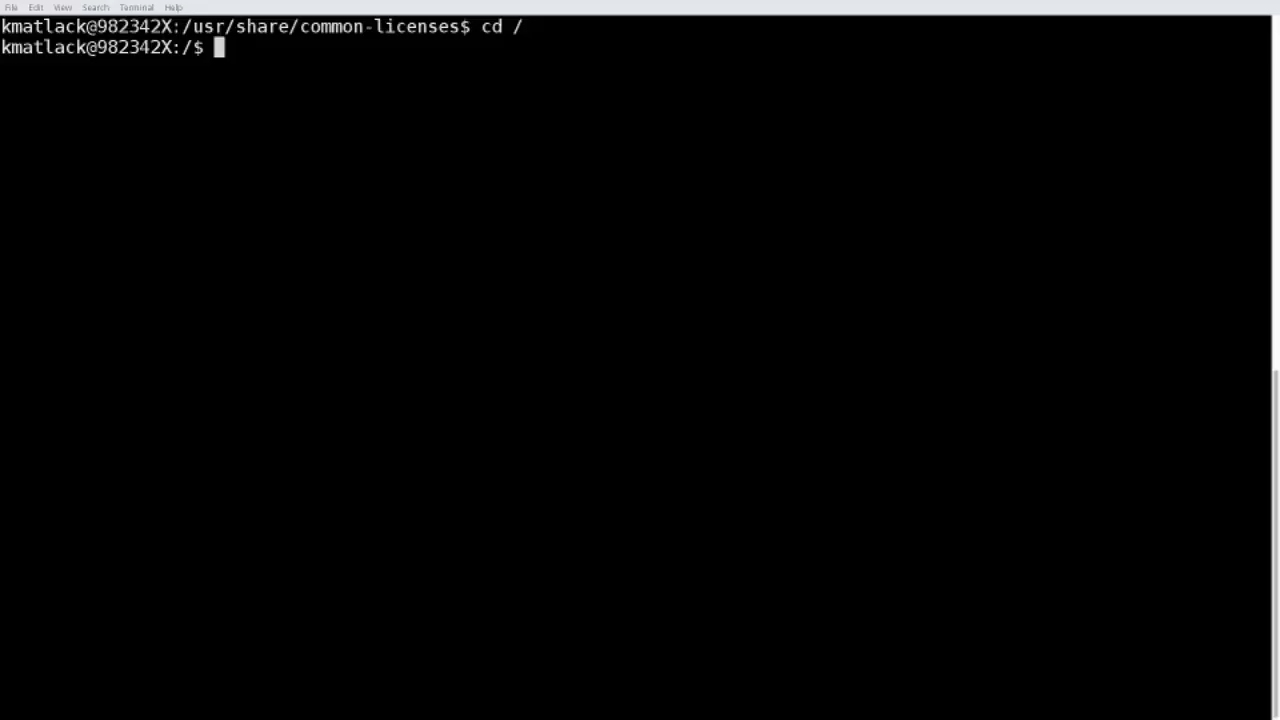 File Edit View Search Terminal Help
kmatlack@982342X:/usr/share/common-licenses$ cd /
kmatlack@982342X:/$